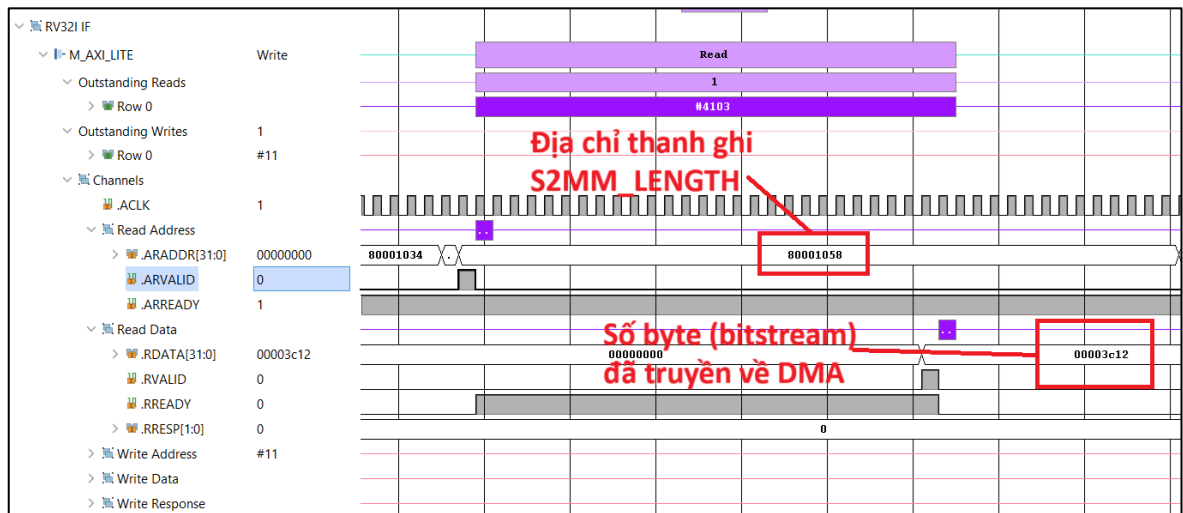 RV32I IF
M_AXI_LITE Write Read
Outstanding Reads 1
Row 0 #4103
Outstanding Writes 1
Row 0 #11
Địa chỉ thanh ghi
S2MM_LENGTH
Channels
.ACLK 1
Read Address ..
.ARADDR[31:0] 00000000 80001034 . 80001058
.ARVALID 0
.ARREADY 1
Read Data ..
Số byte (bitstream)
đã truyền về DMA
.RDATA[31:0] 00003c12 00000000 00003c12
.RVALID 0
.RREADY 0
.RRESP[1:0] 0 0
Write Address #11
Write Data
Write Response